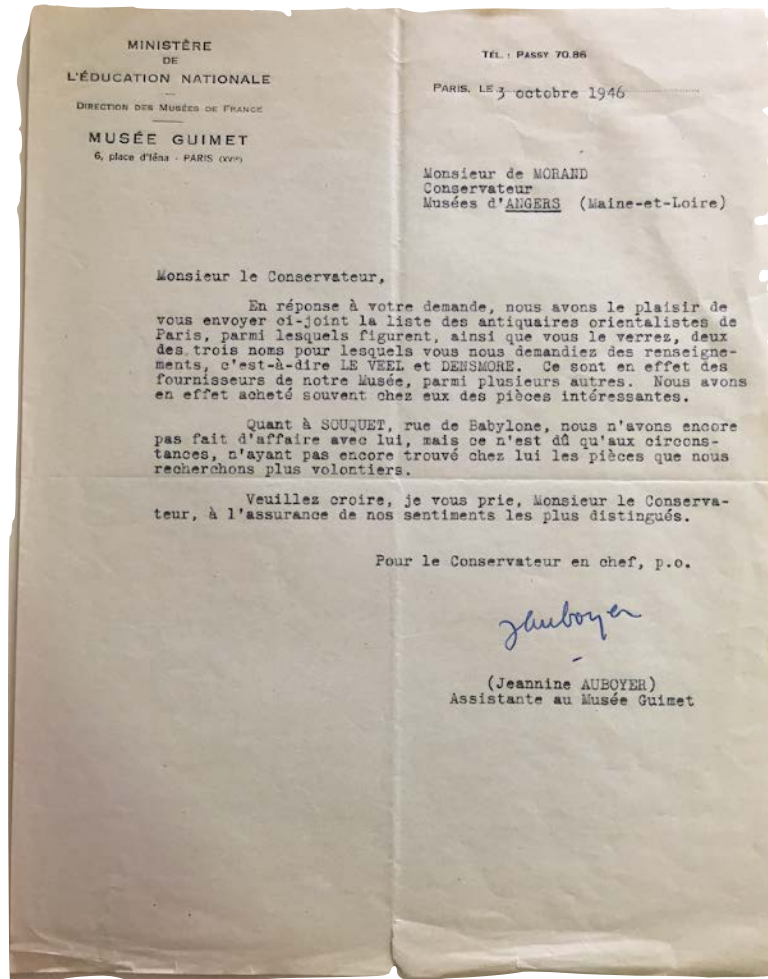 MINISTÈRE
DE
L'ÉDUCATION NATIONALE
DIRECTION DES MUSÉES DE FRANCE
MUSÉE GUIMET
6, place d'Iéna - PARIS (XVIe)
TÉL. : PASSY 70.86
PARIS, LE 3 octobre 1946
Monsieur de MORAND
Conservateur
Musées d'ANGERS (Maine-et-Loire)
Monsieur le Conservateur,
En réponse à votre demande, nous avons le plaisir de
vous envoyer ci-joint la liste des antiquaires orientalistes de
Paris, parmi lesquels figurent, ainsi que vous le verrez, deux
des trois noms pour lesquels vous nous demandiez des renseigne-
ments, c'est-à-dire LE VEEL et DENSMORE. Ce sont en effet des
fournisseurs de notre Musée, parmi plusieurs autres. Nous avons
en effet acheté souvent chez eux des pièces intéressantes.
Quant à SOUQUET, rue de Babylone, nous n'avons encore
pas fait d'affaire avec lui, mais ce n'est dû qu'aux circons-
tances, n'ayant pas encore trouvé chez lui les pièces que nous
recherchons plus volontiers.
Veuillez croire, je vous prie, Monsieur le Conserva-
teur, à l'assurance de nos sentiments les plus distingués.
Pour le Conservateur en chef, p.o.
JAuboyer
(Jeannine AUBOYER)
Assistante au Musée Guimet